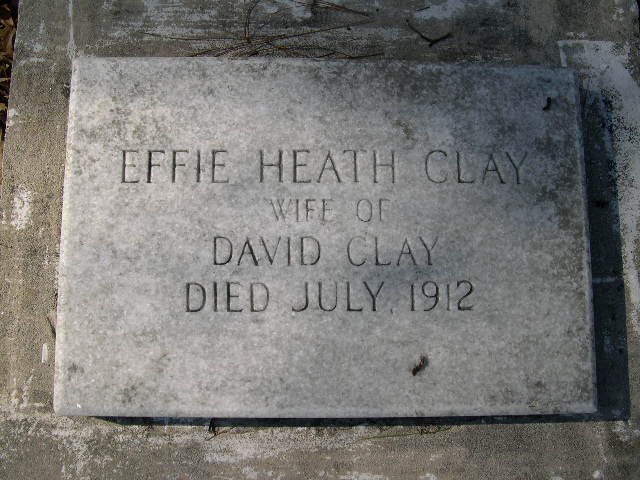 EFFIE HEATH CLAY
WIFE OF
DAVID CLAY
DIED JULY, 1912